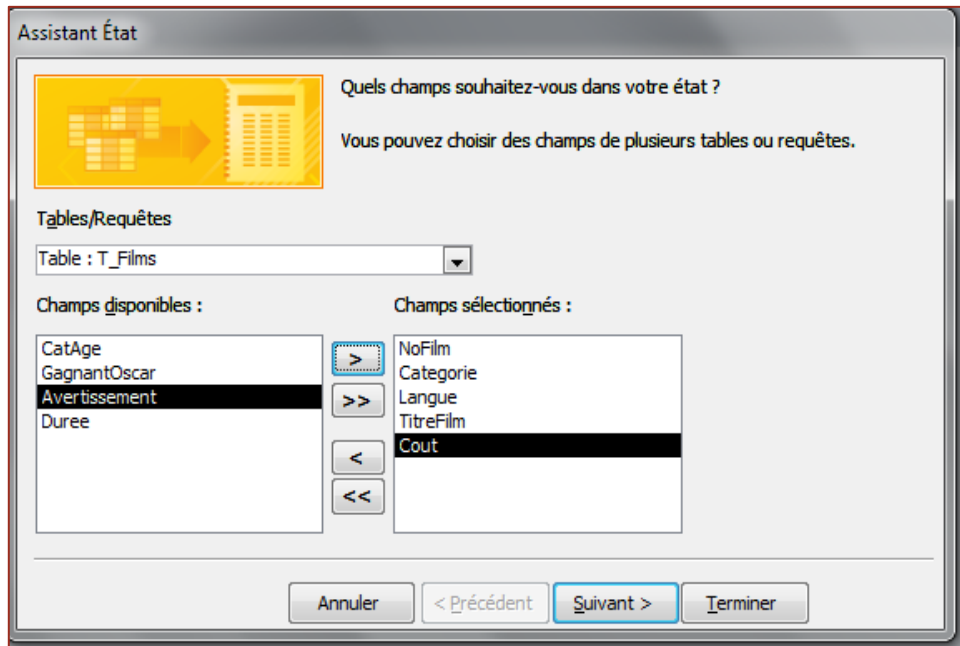 Assistant État
Quels champs souhaitez-vous dans votre état ?
Vous pouvez choisir des champs de plusieurs tables ou requêtes.
Tables/Requêtes
Table : T_Films
Champs disponibles :
CatAge
GagnantOscar
Avertissement
Duree
>
>>
<
<<
Champs sélectionnés :
NoFilm
Categorie
Langue
TitreFilm
Cout
Annuler
< Précédent
Suivant >
Terminer